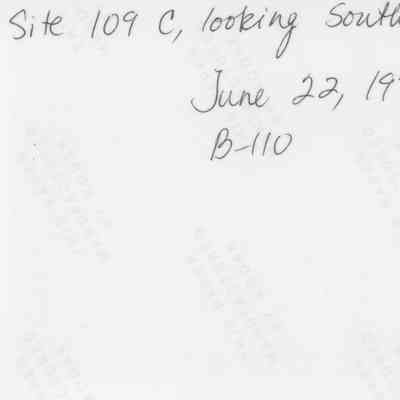 Site 109 C, looking South
June 22, 19
B-110